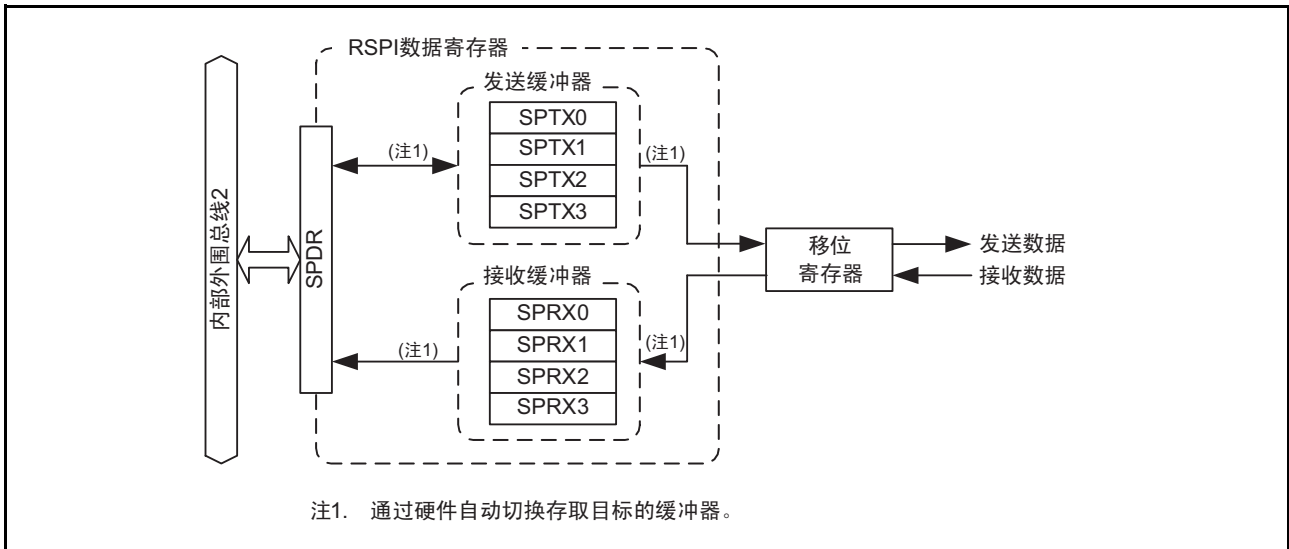 RSPI数据寄存器
发送缓冲器
SPTX0
SPTX1
SPTX2
SPTX3
(注1)
(注1)
内部外围总线2
SPDR
移位
寄存器
发送数据
接收数据
接收缓冲器
SPRX0
SPRX1
SPRX2
SPRX3
(注1)
(注1)
注1. 通过硬件自动切换存取目标的缓冲器。